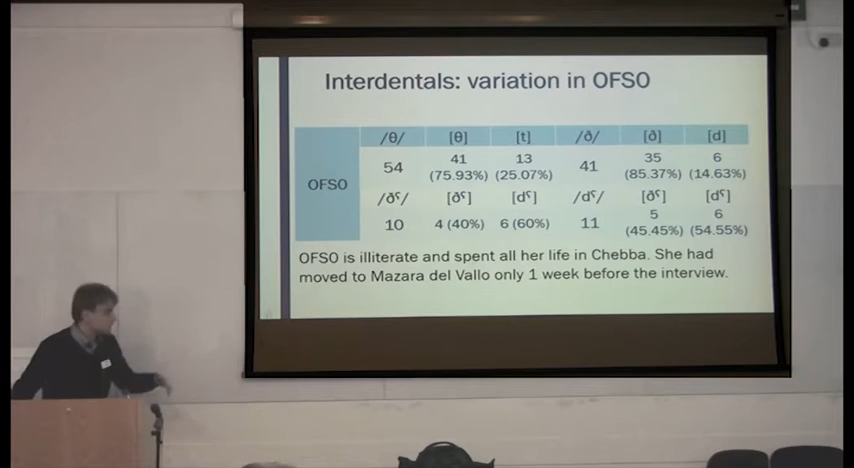 Interdentals: variation in OFSO
/θ/ [θ] [t] /ð/ [ð] [d]
OFSO 54 41 (75.93%) 13 (25.07%) 41 35 (85.37%) 6 (14.63%)
/ðˤ/ [ðˤ] [dˤ] /dˤ/ [ðˤ] [dˤ]
10 4 (40%) 6 (60%) 11 5 (45.45%) 6 (54.55%)
OFSO is illiterate and spent all her life in Chebba. She had
moved to Mazara del Vallo only 1 week before the interview.